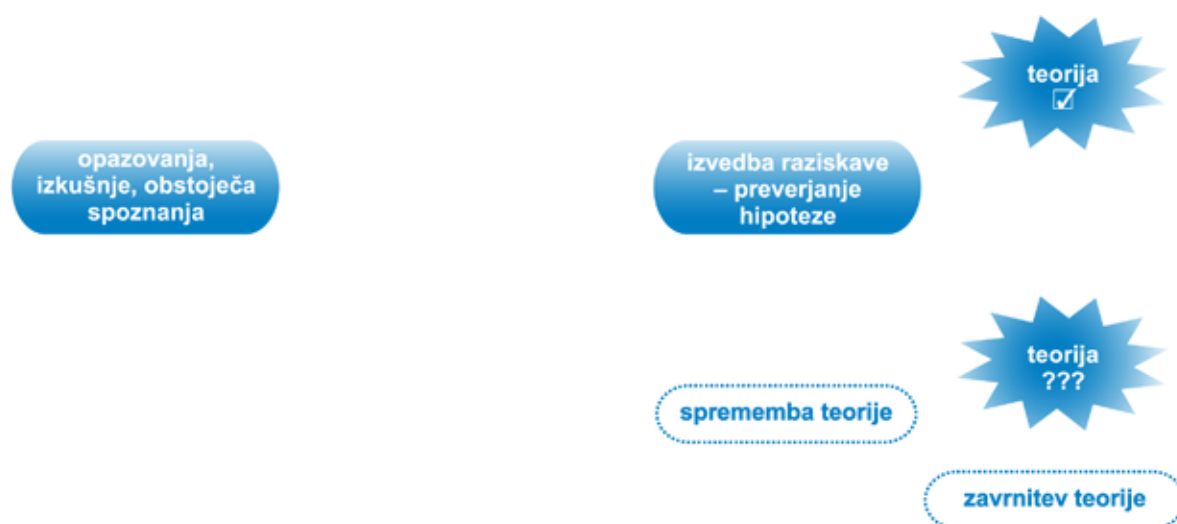 teorija
☑
opazovanja,
izkušnje, obstoječa
spoznanja
izvedba raziskave
– preverjanje
hipoteze
teorija
???
sprememba teorije
zavrnitev teorije